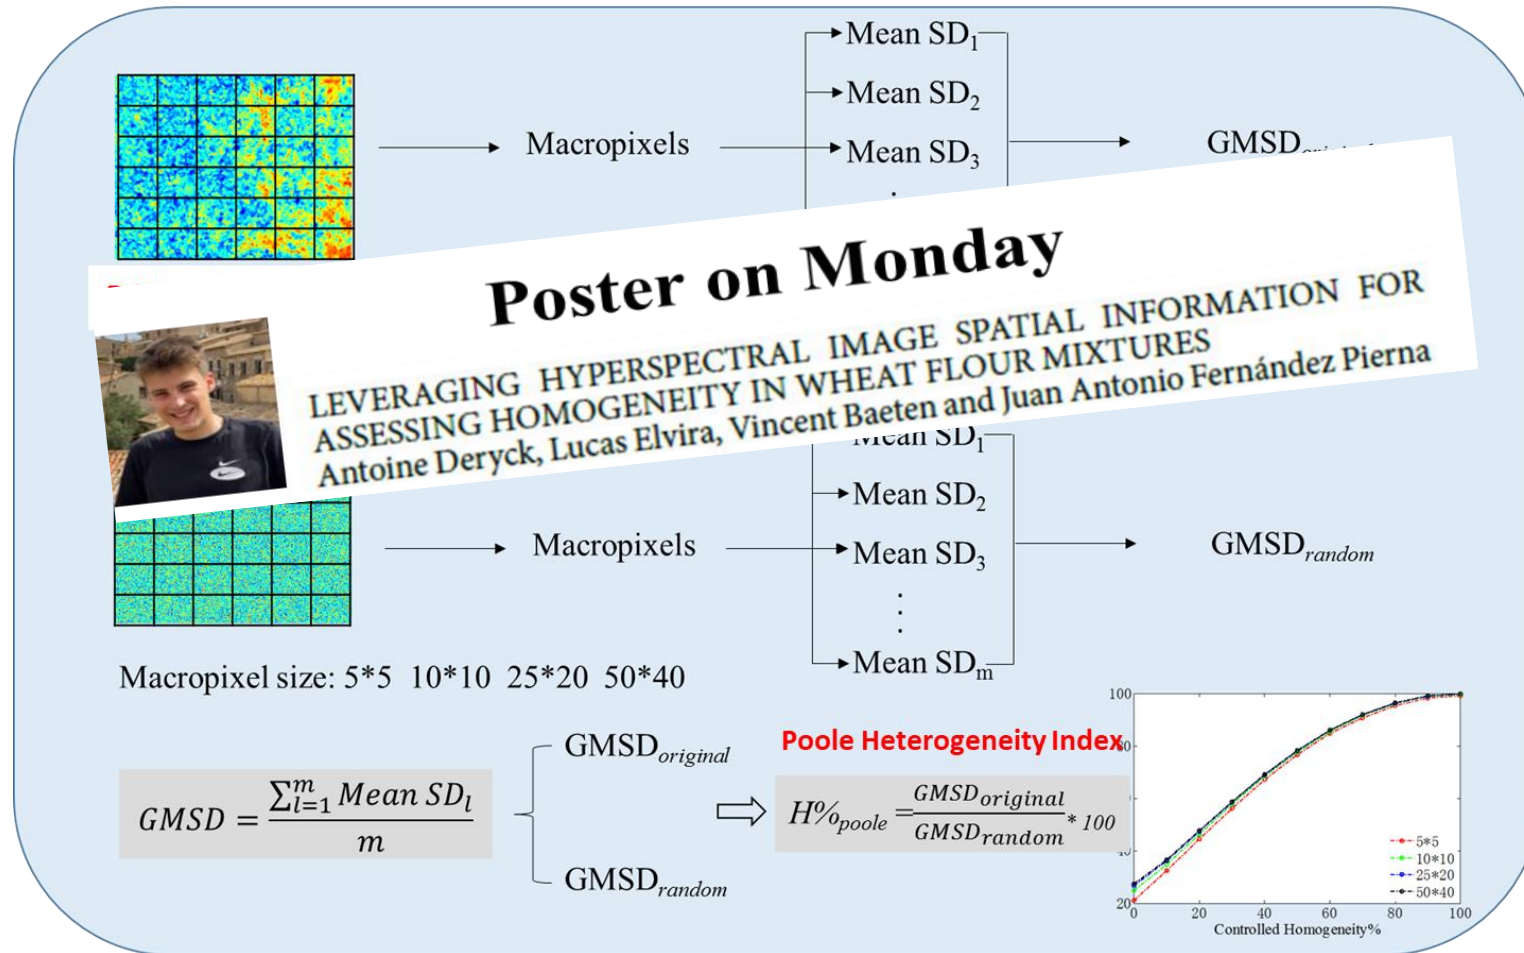 Mean SD1
Mean SD2
Macropixels
Mean SD3
GMSD
Poster on Monday
LEVERAGING HYPERSPECTRAL IMAGE SPATIAL INFORMATION FOR
ASSESSING HOMOGENEITY IN WHEAT FLOUR MIXTURES
Antoine Deryck, Lucas Elvira, Vincent Baeten and Juan Antonio Fernández Pierna
Mean SD1
Mean SD2
Macropixels
Mean SD3
GMSDrandom
Mean SDm
Macropixel size: 5*5 10*10 25*20 50*40
GMSDoriginal
GMSD = ∑ₗ₌₁ᵐ Mean SDₗ / m
GMSDrandom
Poole Heterogeneity Index
H%poole = GMSDoriginal / GMSDrandom * 100
100
40
20
5*5
10*10
25*20
50*40
0 20 40 60 80 100
Controlled Homogeneity%